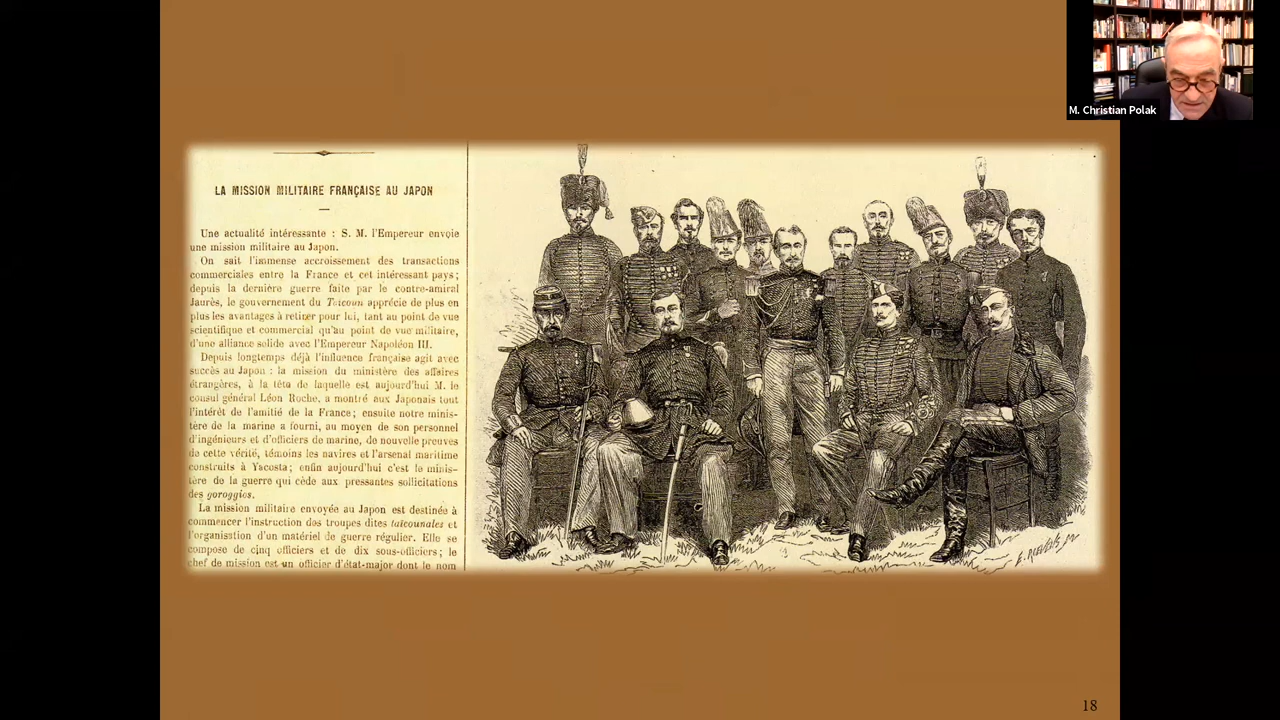 M. Christian Polak
LA MISSION MILITAIRE FRANÇAISE AU JAPON
Une actualité intéressante : S. M. l'Empereur envoie
une mission militaire au Japon.
On sait l'immense accroissement des transactions
commerciales entre la France et cet intéressant pays ;
depuis la dernière guerre faite par le contre-amiral
Jaurès, le gouvernement du Taïcoun apprécie de plus en
plus les avantages à retirer pour lui, tant au point de vue
scientifique et commercial qu'au point de vue militaire,
d'une alliance solide avec l'Empereur Napoléon III.
Depuis longtemps déjà l'influence française agit avec
succès au Japon : la mission du ministère des affaires
étrangères, à la tête de laquelle est aujourd'hui M. le
consul général Léon Roche, a montré aux Japonais tout
l'intérêt de l'amitié de la France ; ensuite notre minis-
tère de la marine a fourni, au moyen de son personnel
d'ingénieurs et d'officiers de marine, de nouvelle preuves
de cette vérité, témoins les navires et l'arsenal maritime
construits à Yacosta ; enfin aujourd'hui c'est le minis-
tère de la guerre qui cède aux pressantes sollicitations
des goroggios.
La mission militaire envoyée au Japon est destinée à
commencer l'instruction des troupes dites taïcounales et
l'organisation d'un matériel de guerre régulier. Elle se
compose de cinq officiers et de dix sous-officiers ; le
chef de mission est un officier d'état-major dont le nom
18